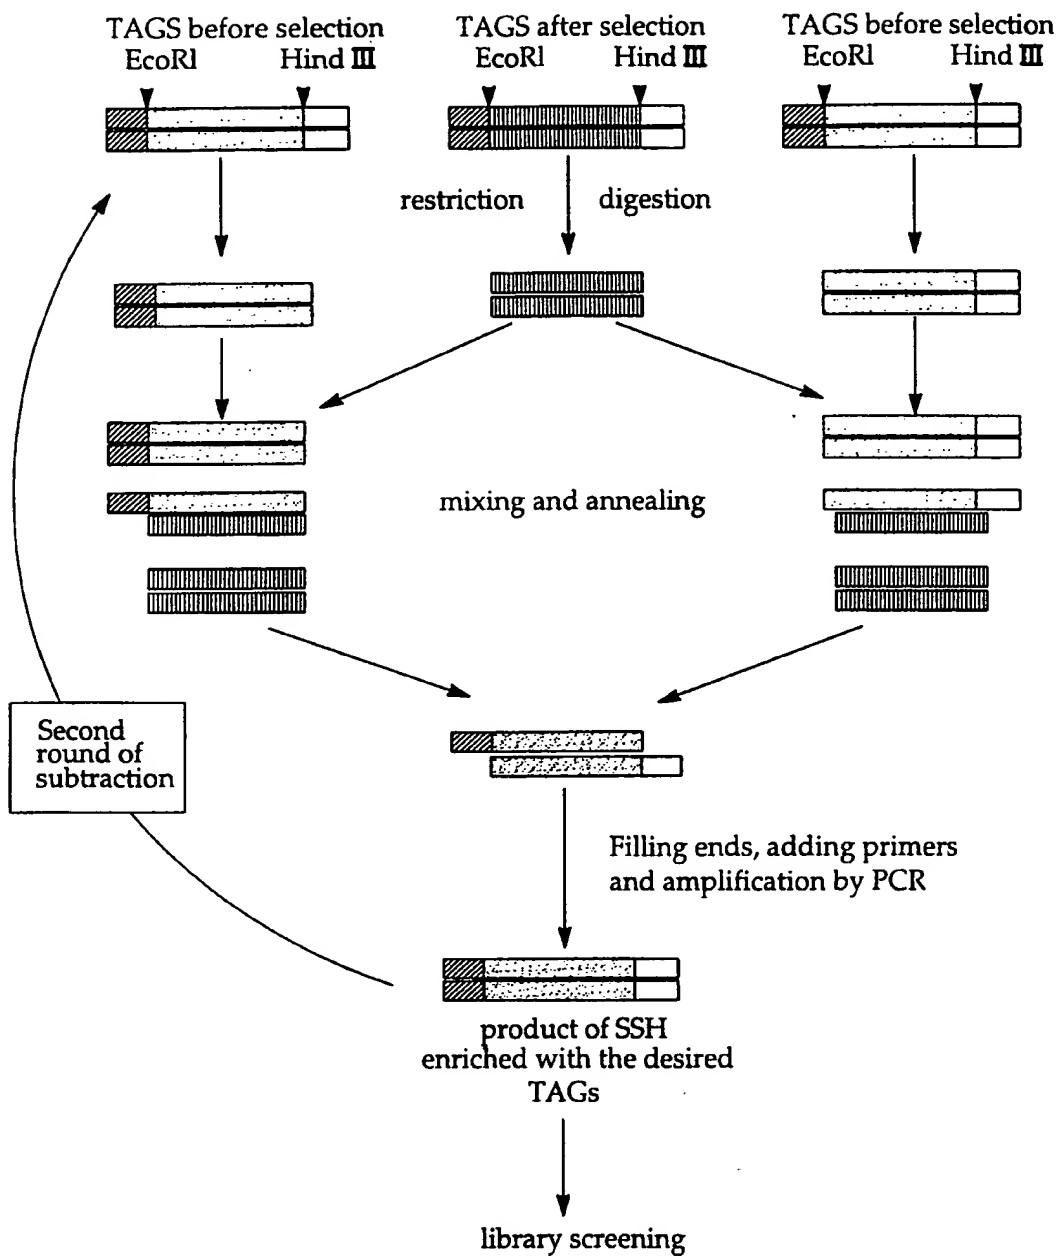 TAGS before selection
EcoRI Hind III
TAGS after selection
EcoRI Hind III
TAGS before selection
EcoRI Hind III
restriction digestion
mixing and annealing
Second
round of
subtraction
Filling ends, adding primers
and amplification by PCR
product of SSH
enriched with the desired
TAGs
library screening